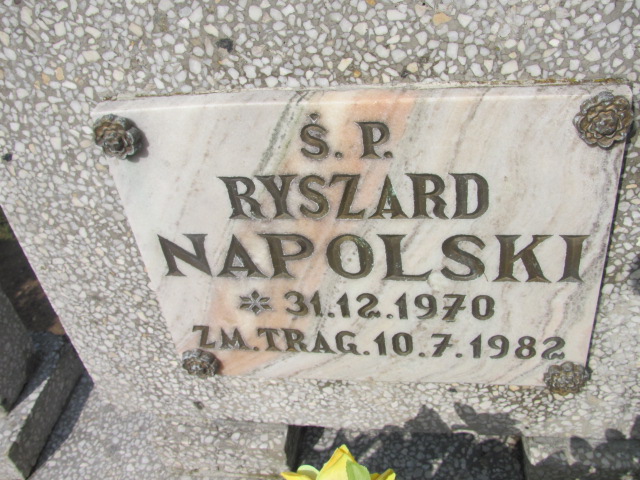 Ś. P.
RYSZARD
NAPOLSKI
* 31.12.1970
ZM.TRAG.10.7.1982